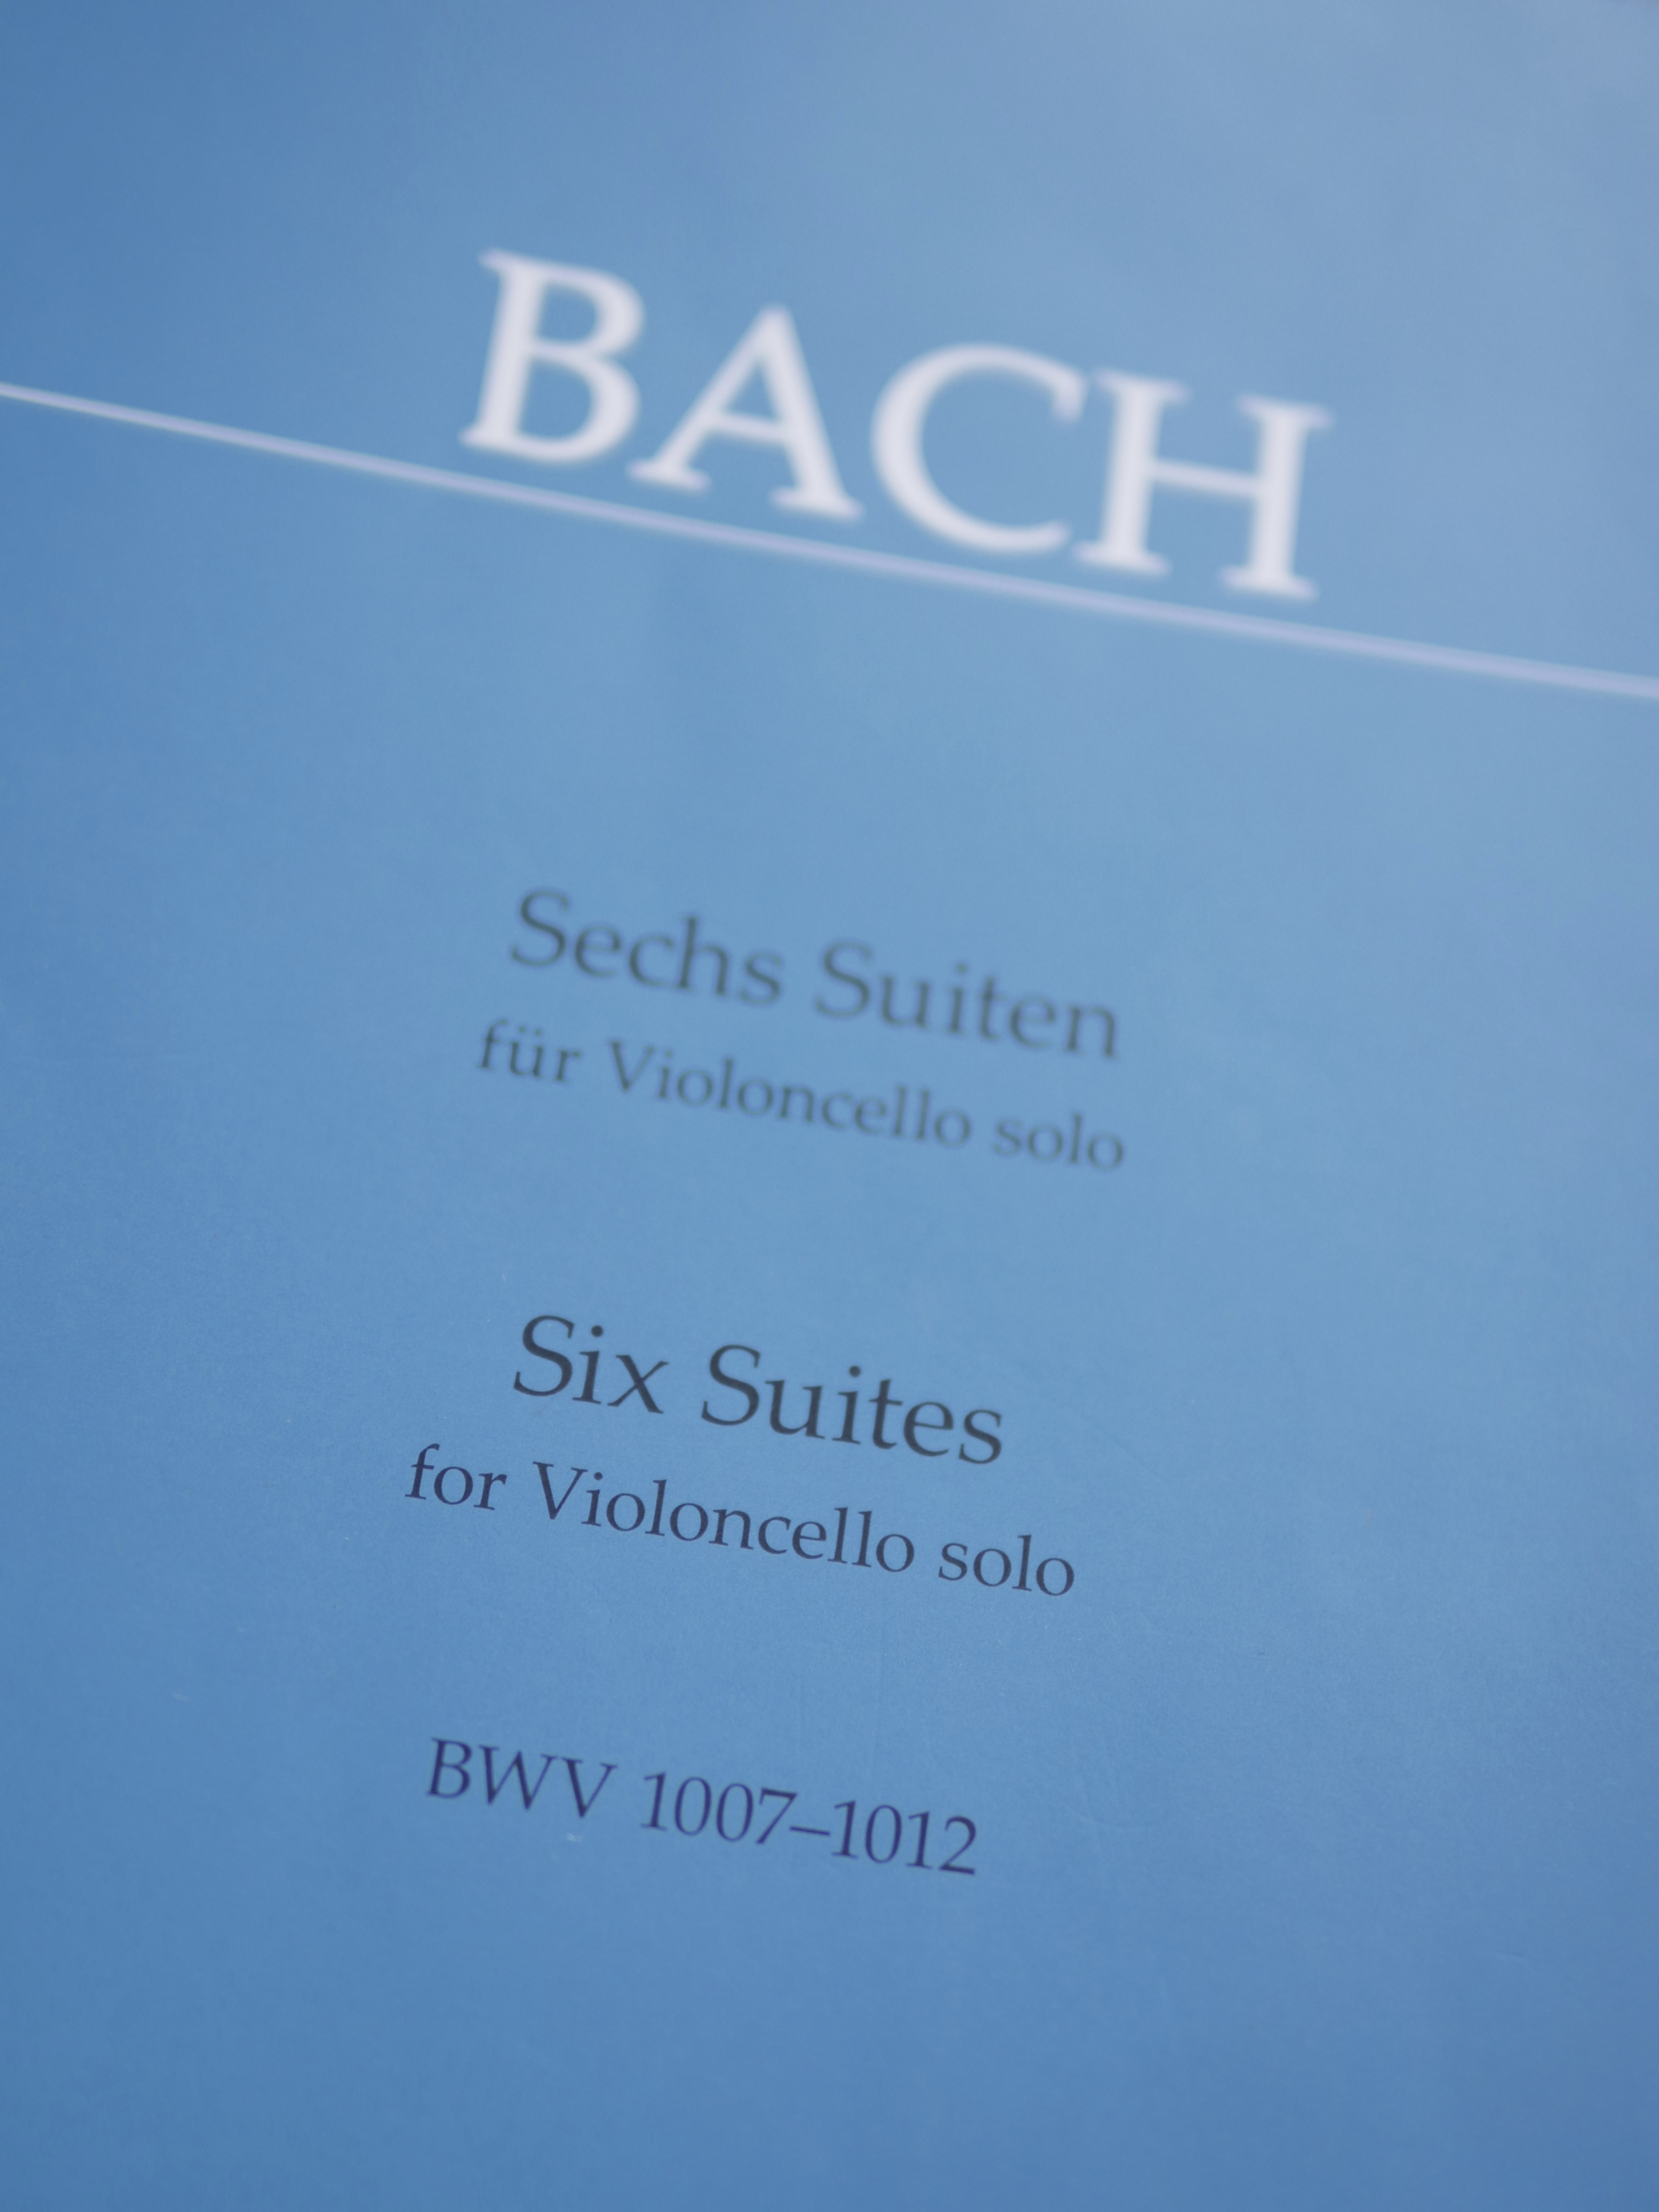 BACH
Sechs Suiten
für Violoncello solo
Six Suites
for Violoncello solo
BWV 1007–1012